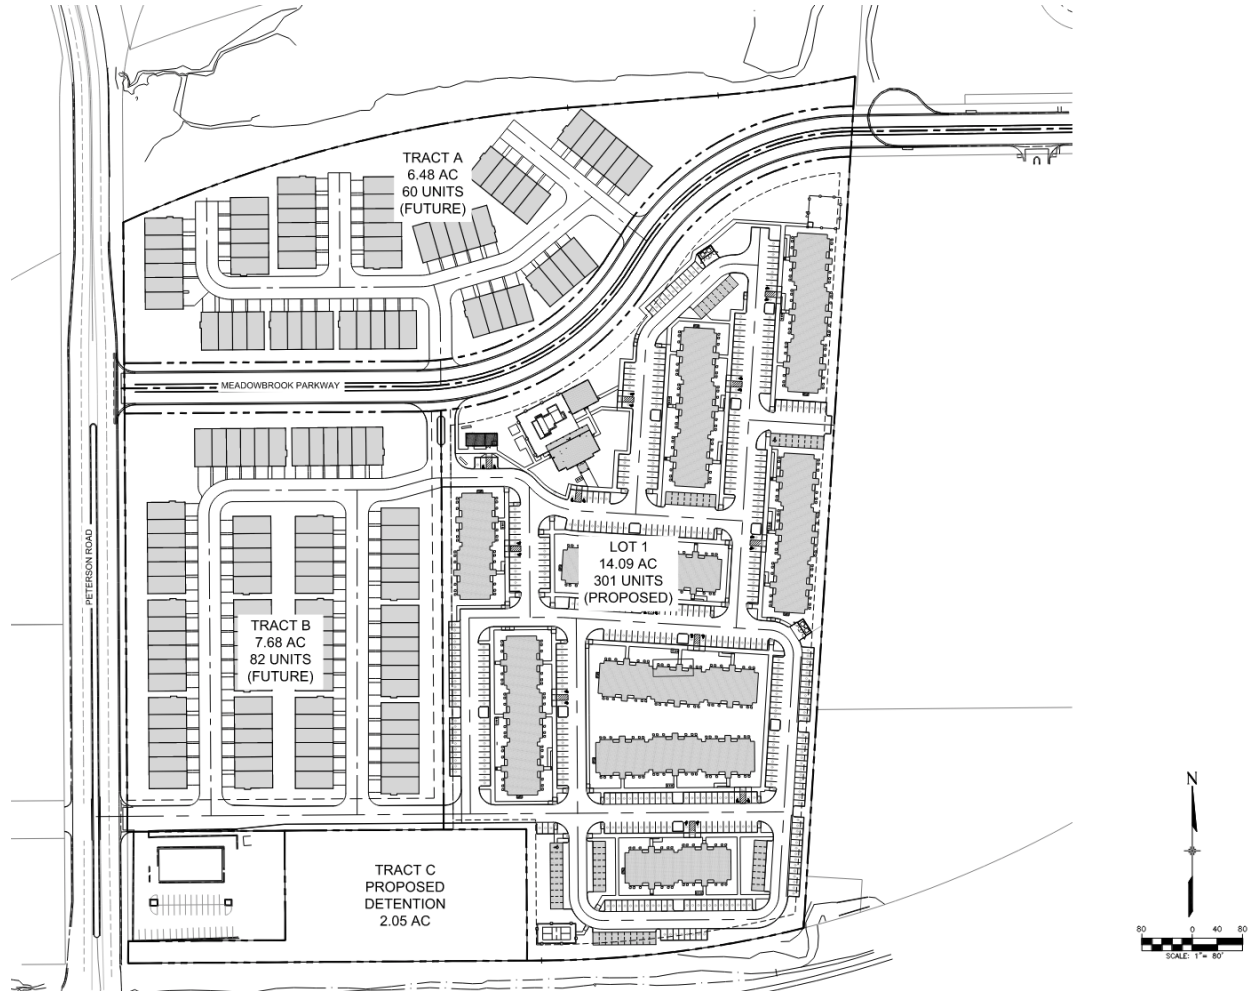 TRACT A
6.48 AC
60 UNITS
(FUTURE)
MEADOWBROOK PARKWAY
PETERSON ROAD
LOT 1
14.09 AC
301 UNITS
(PROPOSED)
TRACT B
7.68 AC
82 UNITS
(FUTURE)
TRACT C
PROPOSED
DETENTION
2.05 AC
N
80 0 40 80
SCALE: 1"= 80'